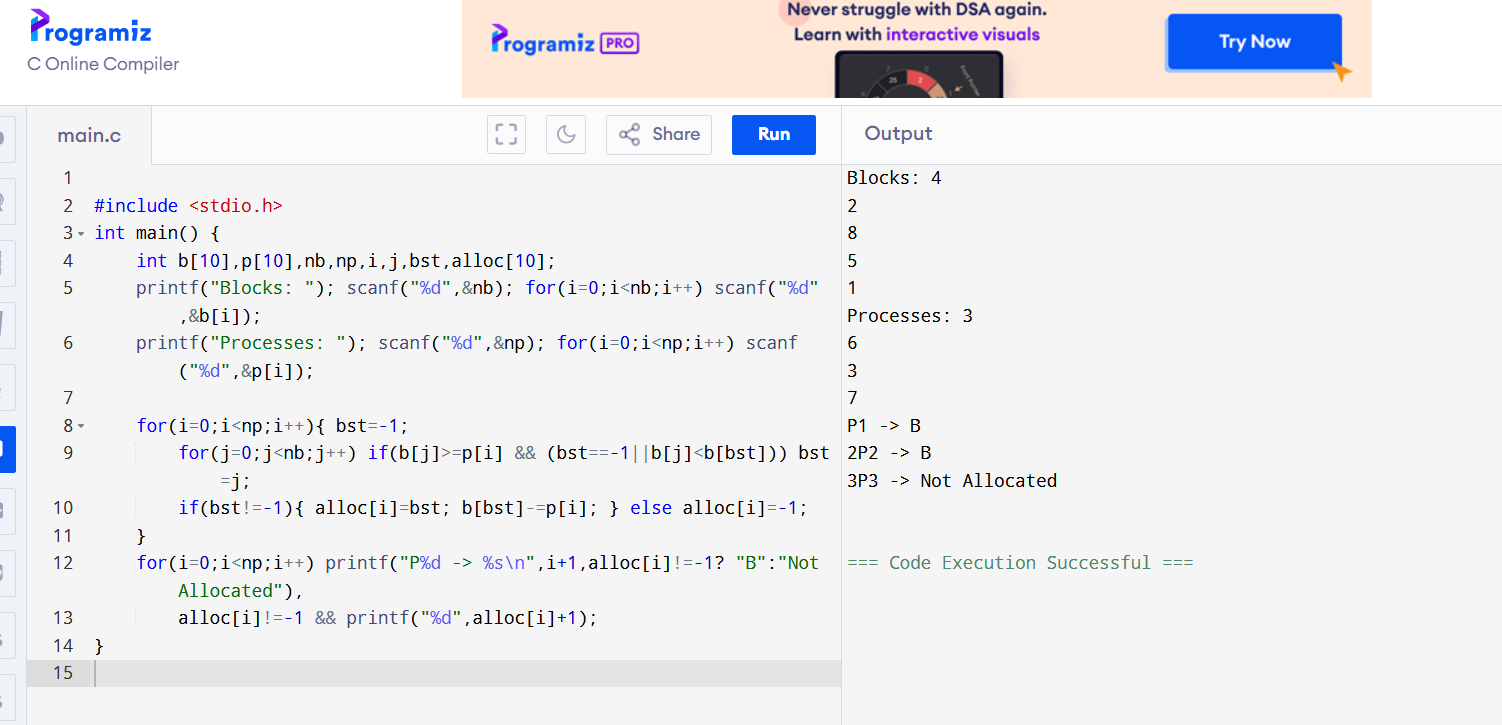 Programiz
C Online Compiler
Programiz PRO
Never struggle with DSA again.
Learn with interactive visuals
Try Now
main.c
Share
Run
Output
1
2 #include <stdio.h>
3 int main() {
4 int b[10],p[10],nb,np,i,j,bst,alloc[10];
5 printf("Blocks: "); scanf("%d",&nb); for(i=0;i<nb;i++) scanf("%d"
,&b[i]);
6 printf("Processes: "); scanf("%d",&np); for(i=0;i<np;i++) scanf
("%d",&p[i]);
7
8 for(i=0;i<np;i++){ bst=-1;
9 for(j=0;j<nb;j++) if(b[j]>=p[i] && (bst==-1||b[j]<b[bst])) bst
=j;
10 if(bst!=-1){ alloc[i]=bst; b[bst]-=p[i]; } else alloc[i]=-1;
11 }
12 for(i=0;i<np;i++) printf("P%d -> %s\n",i+1,alloc[i]!=-1? "B":"Not
Allocated"),
13 alloc[i]!=-1 && printf("%d",alloc[i]+1);
14 }
15
Blocks: 4
2
8
5
1
Processes: 3
6
3
7
P1 -> B
2P2 -> B
3P3 -> Not Allocated
=== Code Execution Successful ===